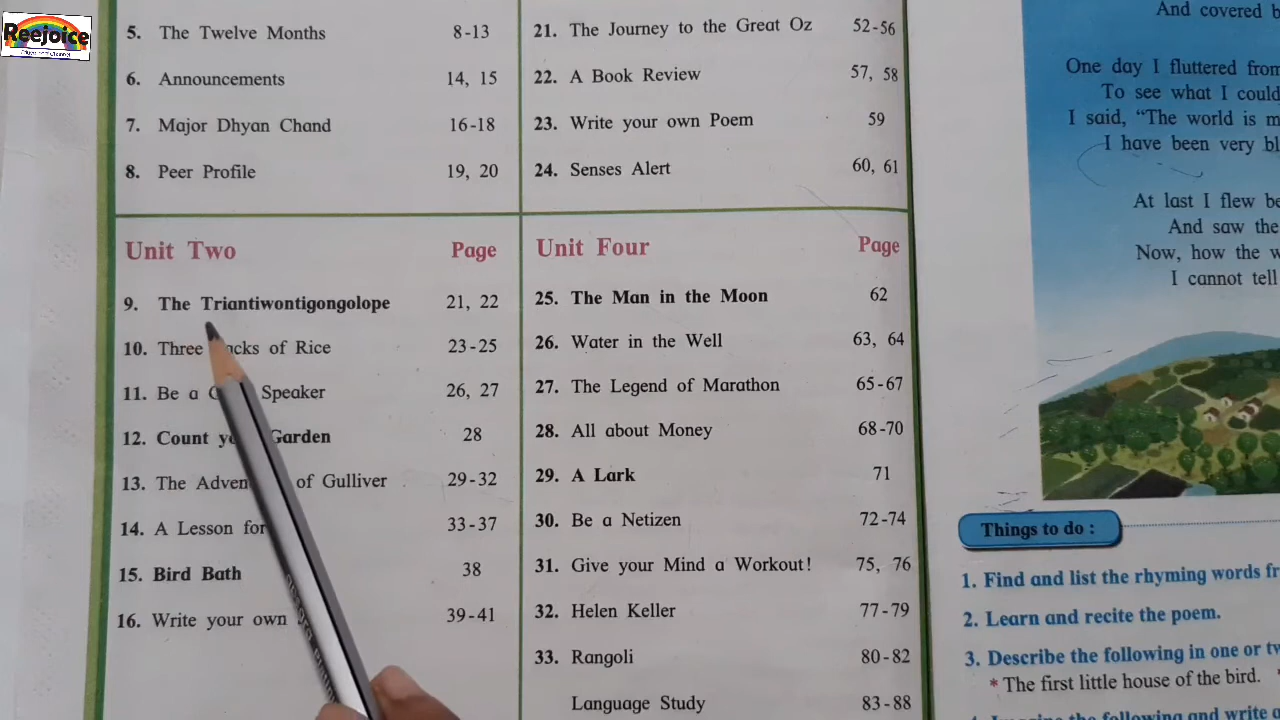 Reejoice
5. The Twelve Months 8-13
6. Announcements 14, 15
7. Major Dhyan Chand 16-18
8. Peer Profile 19, 20
Unit Two Page
9. The Triantiwontigongolope 21, 22
10. Three of Rice 23-25
11. Be a Speaker 26, 27
12. Count Garden 28
13. The of Gulliver 29-32
14. A Lesson for 33-37
15. Bird Bath 38
16. Write your own 39-41
21. The Journey to the Great Oz 52-56
22. A Book Review 57, 58
23. Write your own Poem 59
24. Senses Alert 60, 61
Unit Four Page
25. The Man in the Moon 62
26. Water in the Well 63, 64
27. The Legend of Marathon 65-67
28. All about Money 68-70
29. A Lark 71
30. Be a Netizen 72-74
31. Give your Mind a Workout! 75, 76
32. Helen Keller 77-79
33. Rangoli 80-82
Language Study 83-88
And covered
One day I fluttered from
To see what I could
I said, "The world is
I have been very
At last I flew
And saw the
Now, how the
I cannot tell
Things to do :
1. Find and list the rhyming words
2. Learn and recite the poem.
3. Describe the following in one or
* The first little house of the bird. *
the following and write